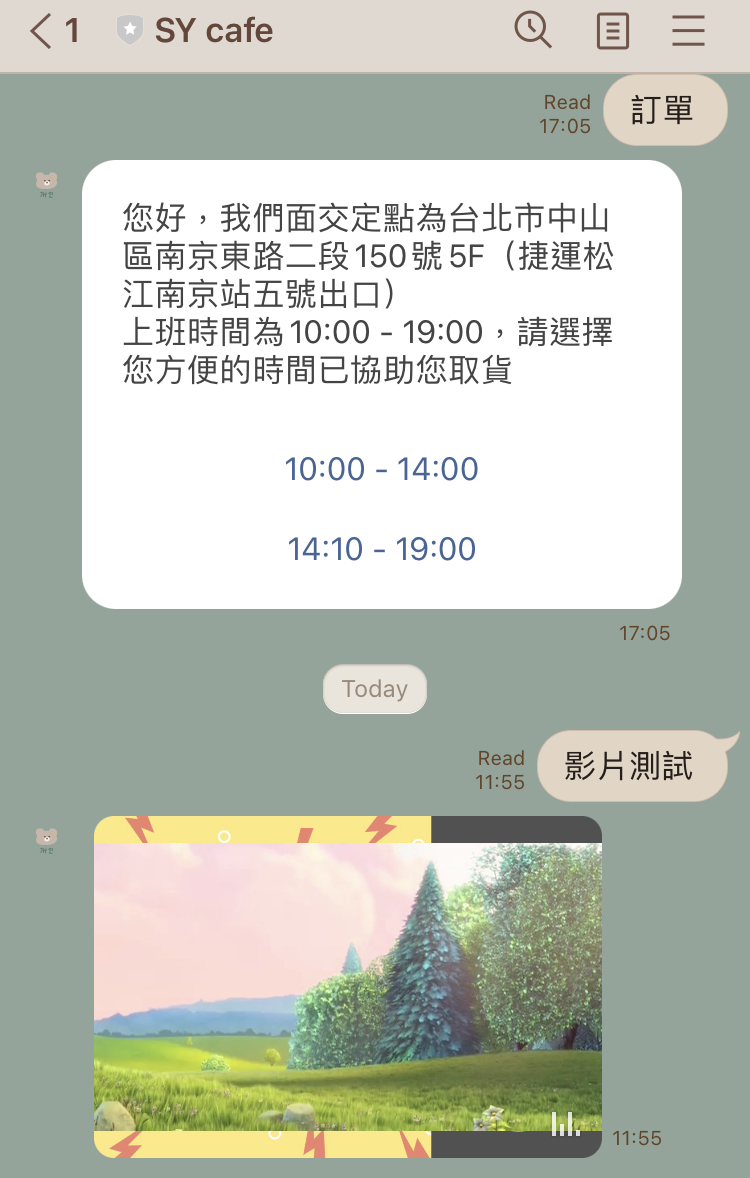 1
SY cafe
Read
17:05
訂單
您好，我們面交定點為台北市中山
區南京東路二段150號5F（捷運松
江南京站五號出口）
上班時間為10:00 - 19:00，請選擇
您方便的時間已協助您取貨
10:00 - 14:00
14:10 - 19:00
17:05
Today
Read
11:55
影片測試
11:55